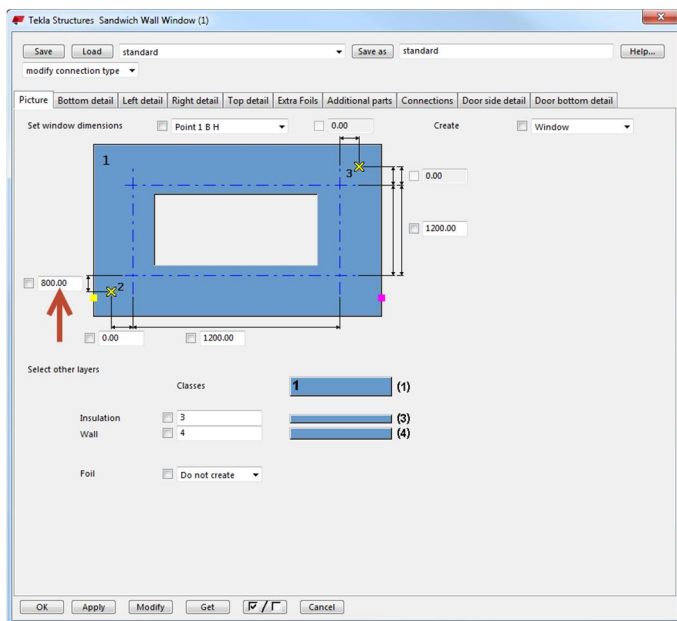 Tekla Structures Sandwich Wall Window (1)
Save Load standard Save as standard Help...
modify connection type
Picture Bottom detail Left detail Right detail Top detail Extra Foils Additional parts Connections Door side detail Door bottom detail
Set window dimensions Point 1 B H 0.00 Create Window
1
3
0.00
1200.00
800.00
2
0.00 1200.00
Select other layers
Classes 1 (1)
Insulation 3 (3)
Wall 4 (4)
Foil Do not create
OK Apply Modify Get / Cancel